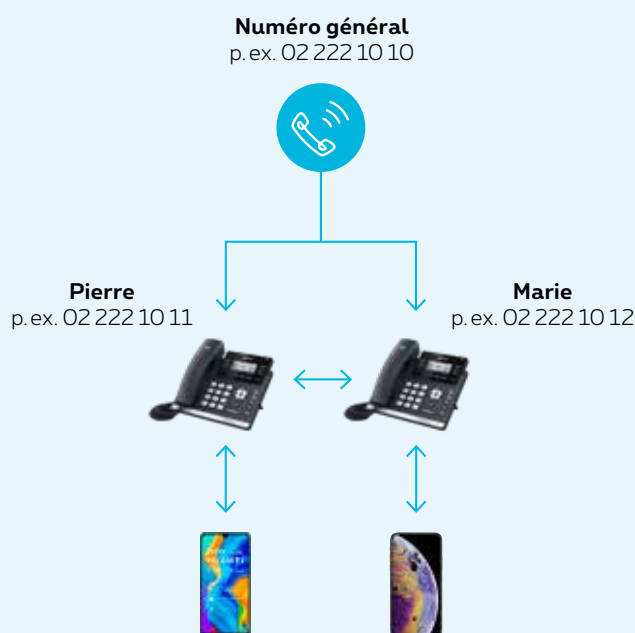 Numéro général
p. ex. 02 222 10 10
Pierre
p. ex. 02 222 10 11
Marie
p. ex. 02 222 10 12